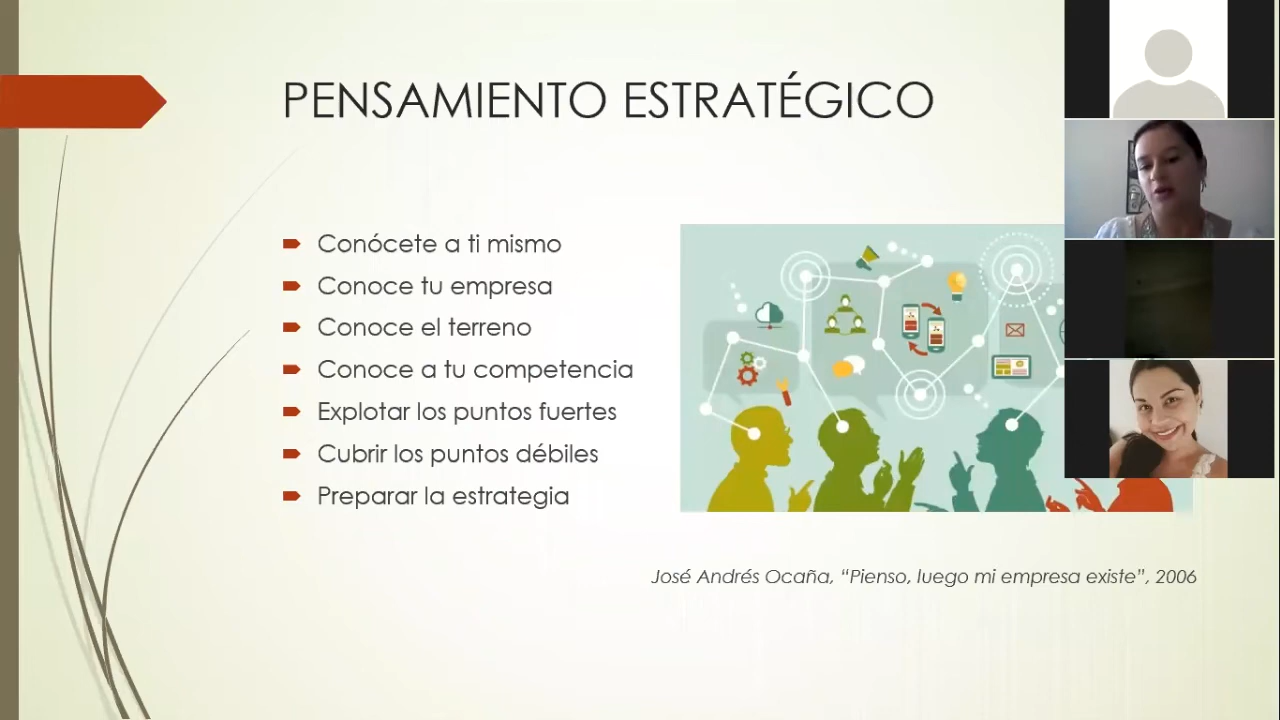 PENSAMIENTO ESTRATÉGICO
Conócete a ti mismo
Conoce tu empresa
Conoce el terreno
Conoce a tu competencia
Explotar los puntos fuertes
Cubrir los puntos débiles
Preparar la estrategia
José Andrés Ocaña, “Pienso, luego mi empresa existe”, 2006